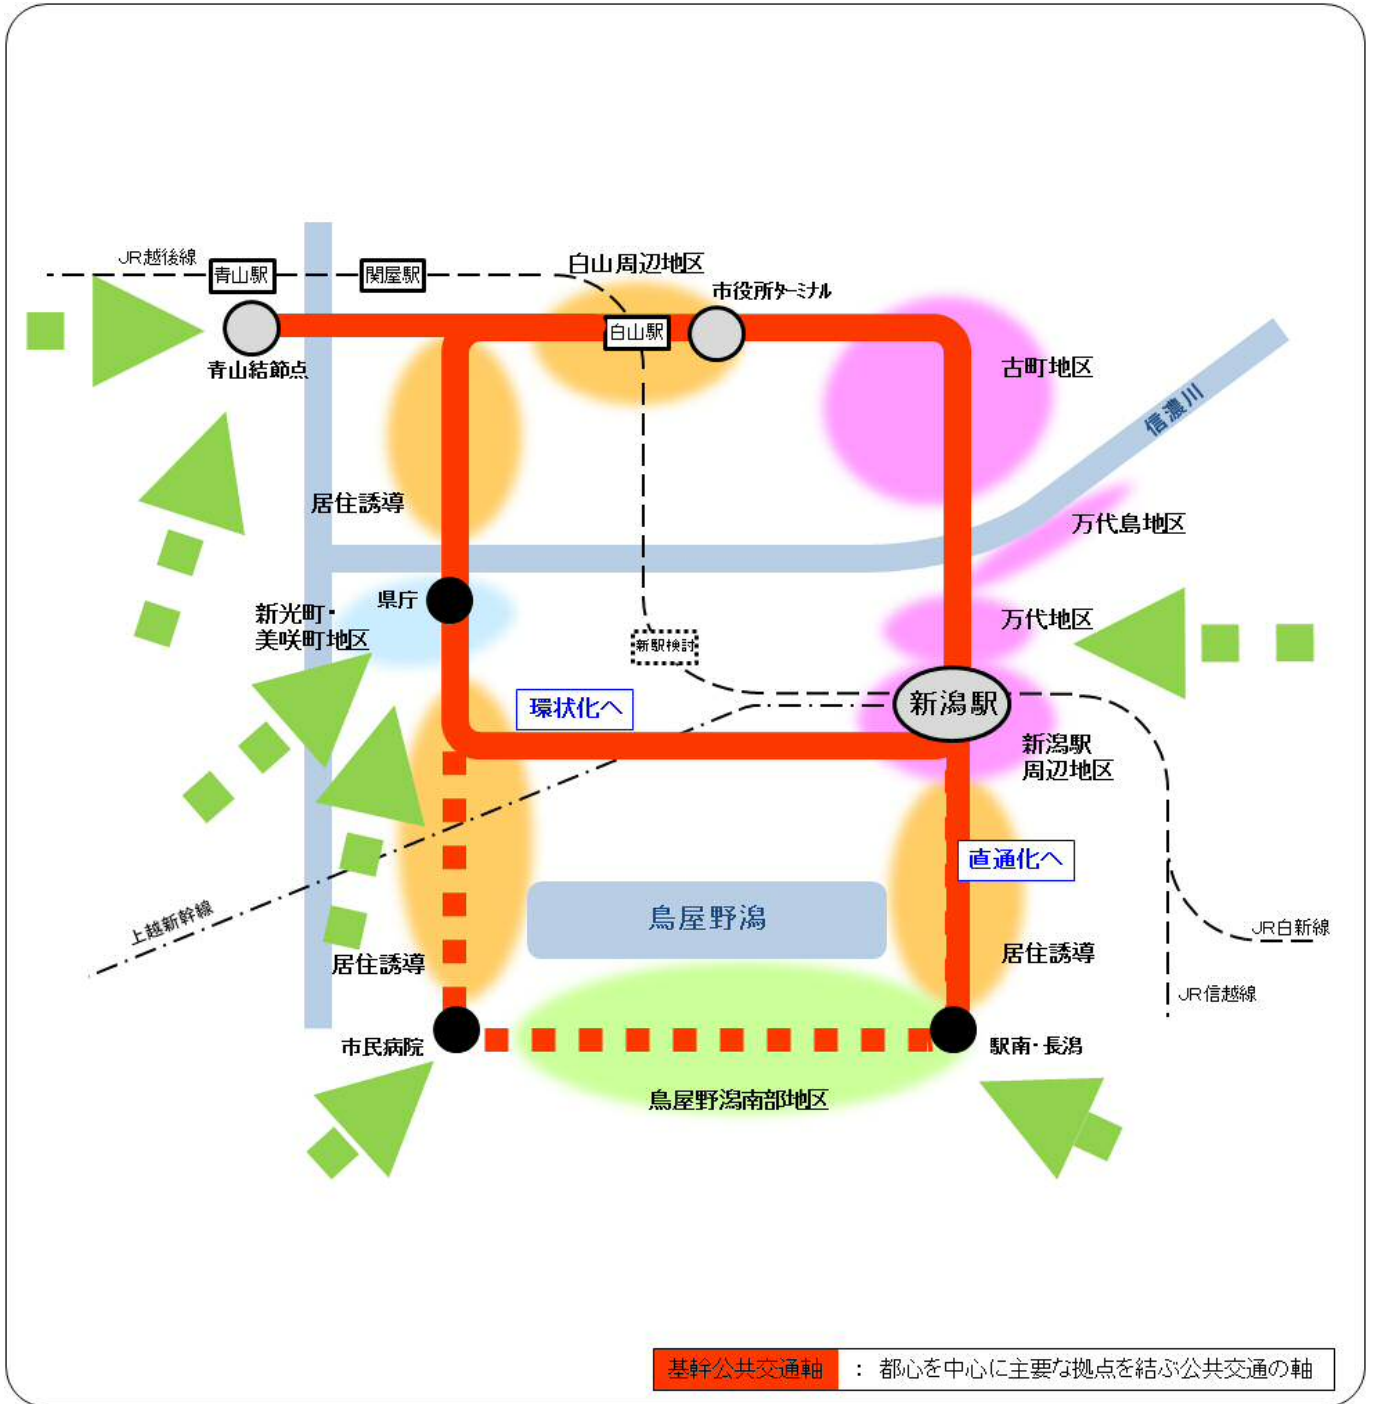 JR越後線
青山駅
関屋駅
白山周辺地区
市役所ターミナル
白山駅
青山結節点
古町地区
信濃川
居住誘導
万代島地区
県庁
新光町・
美咲町地区
万代地区
新駅検討
環状化へ
新潟駅
新潟駅
周辺地区
直通化へ
上越新幹線
鳥屋野潟
JR白新線
居住誘導
居住誘導
JR信越線
市民病院
駅南・長潟
鳥屋野潟南部地区
基幹公共交通軸 ： 都心を中心に主要な拠点を結ぶ公共交通の軸